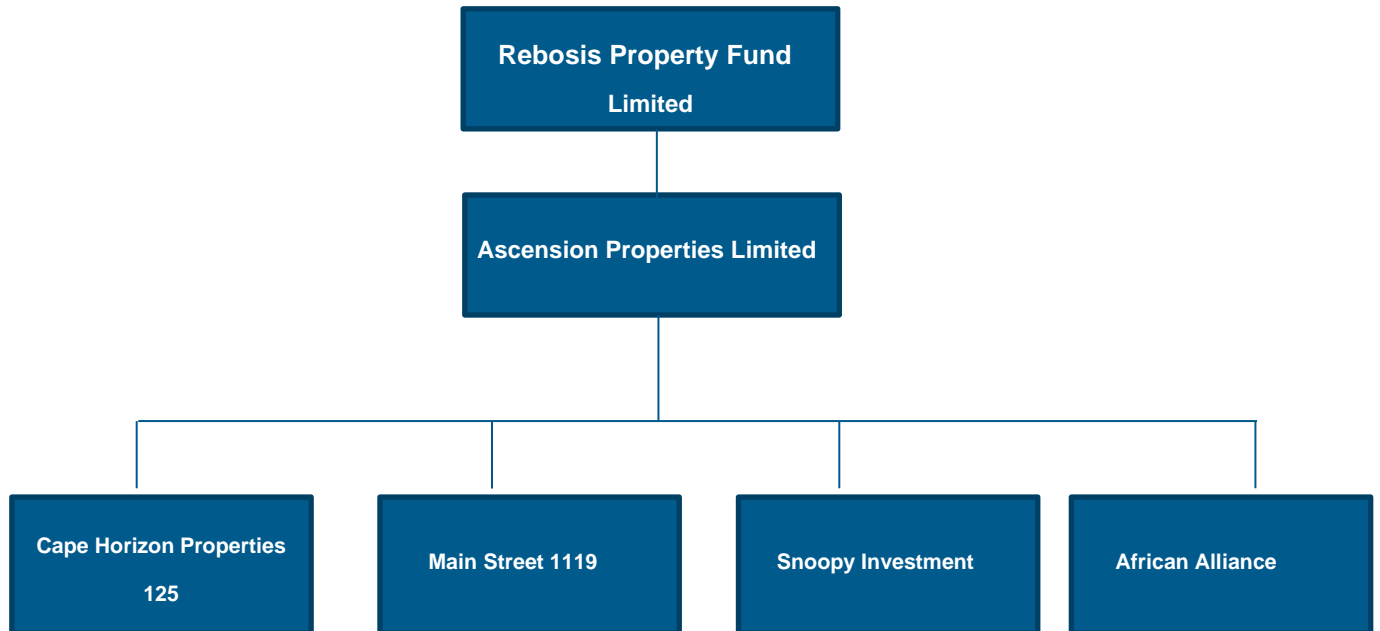 Rebosis Property Fund
Limited
Ascension Properties Limited
Cape Horizon Properties
125
Main Street 1119
Snoopy Investment
African Alliance